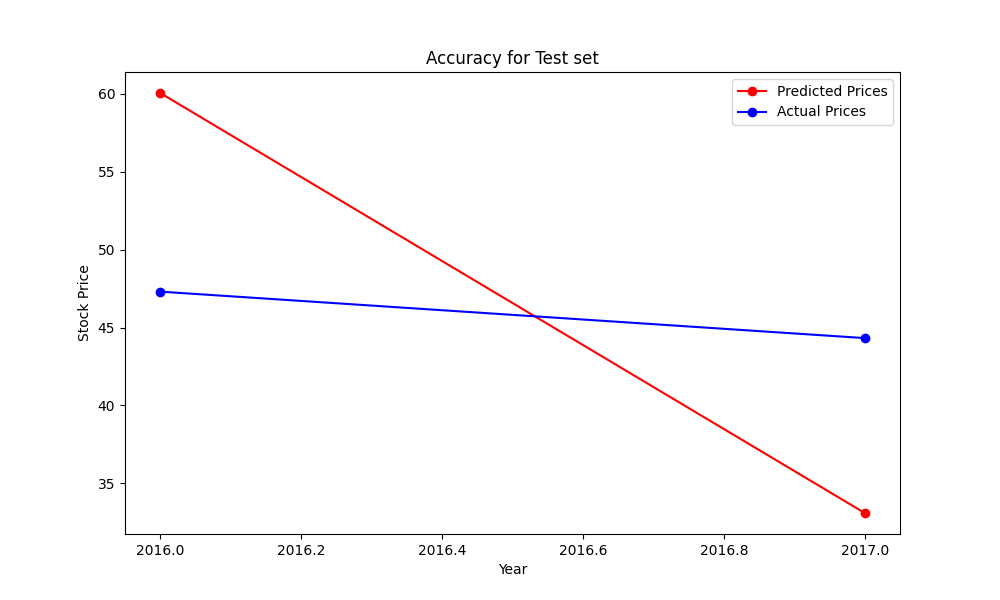 Accuracy for Test set
Predicted Prices
Actual Prices
60
55
50
45
40
35
Stock Price
2016.0
2016.2
2016.4
2016.6
2016.8
2017.0
Year